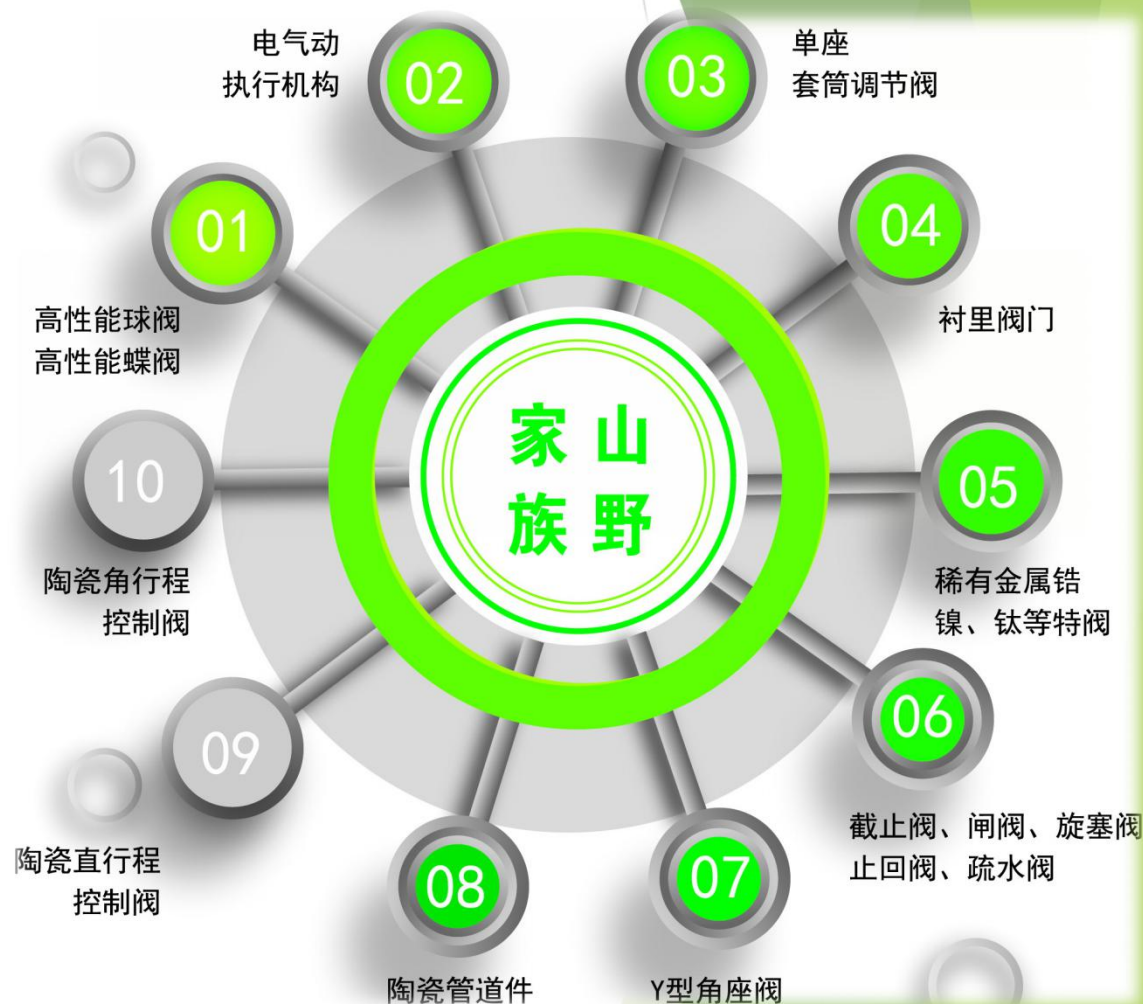 01
高性能球阀
高性能蝶阀
02
电气动
执行机构
03
单座
套筒调节阀
04
衬里阀门
05
稀有金属锆
镍、钛等特阀
06
截止阀、闸阀、旋塞阀
止回阀、疏水阀
07
Y型角座阀
08
陶瓷管道件
09
陶瓷直行程
控制阀
10
陶瓷角行程
控制阀
家山
族野